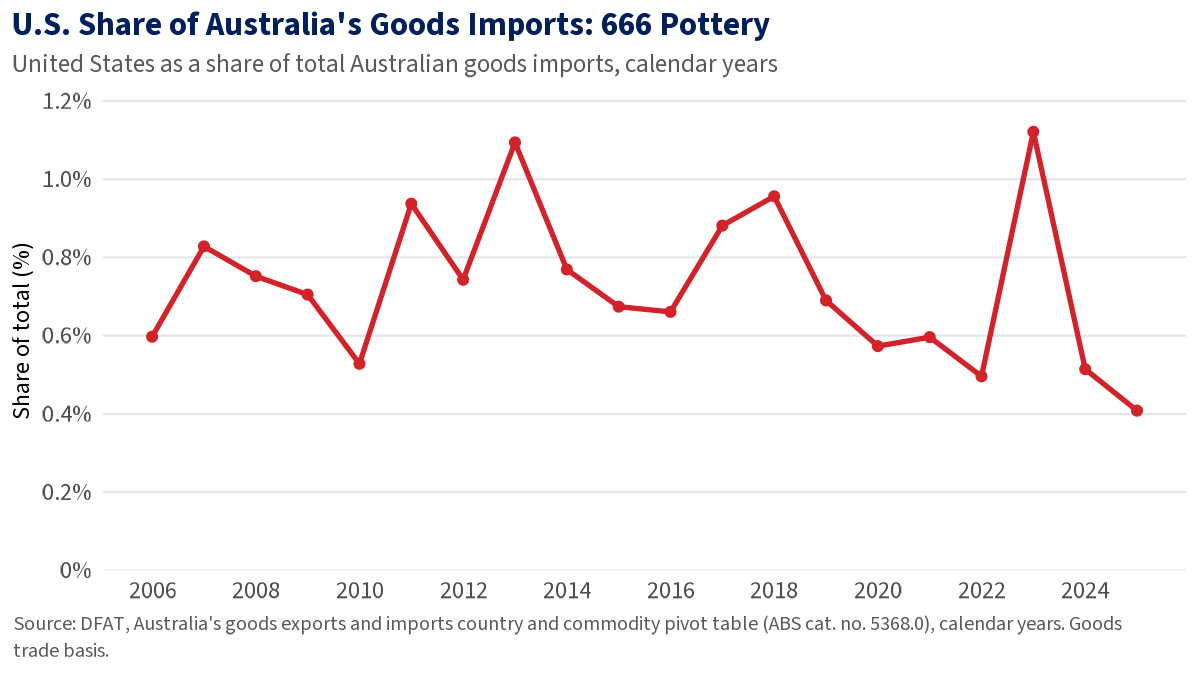 U.S. Share of Australia's Goods Imports: 666 Pottery
United States as a share of total Australian goods imports, calendar years
Share of total (%)
1.2%
1.0%
0.8%
0.6%
0.4%
0.2%
0%
2006 2008 2010 2012 2014 2016 2018 2020 2022 2024
Source: DFAT, Australia's goods exports and imports country and commodity pivot table (ABS cat. no. 5368.0), calendar years. Goods
trade basis.